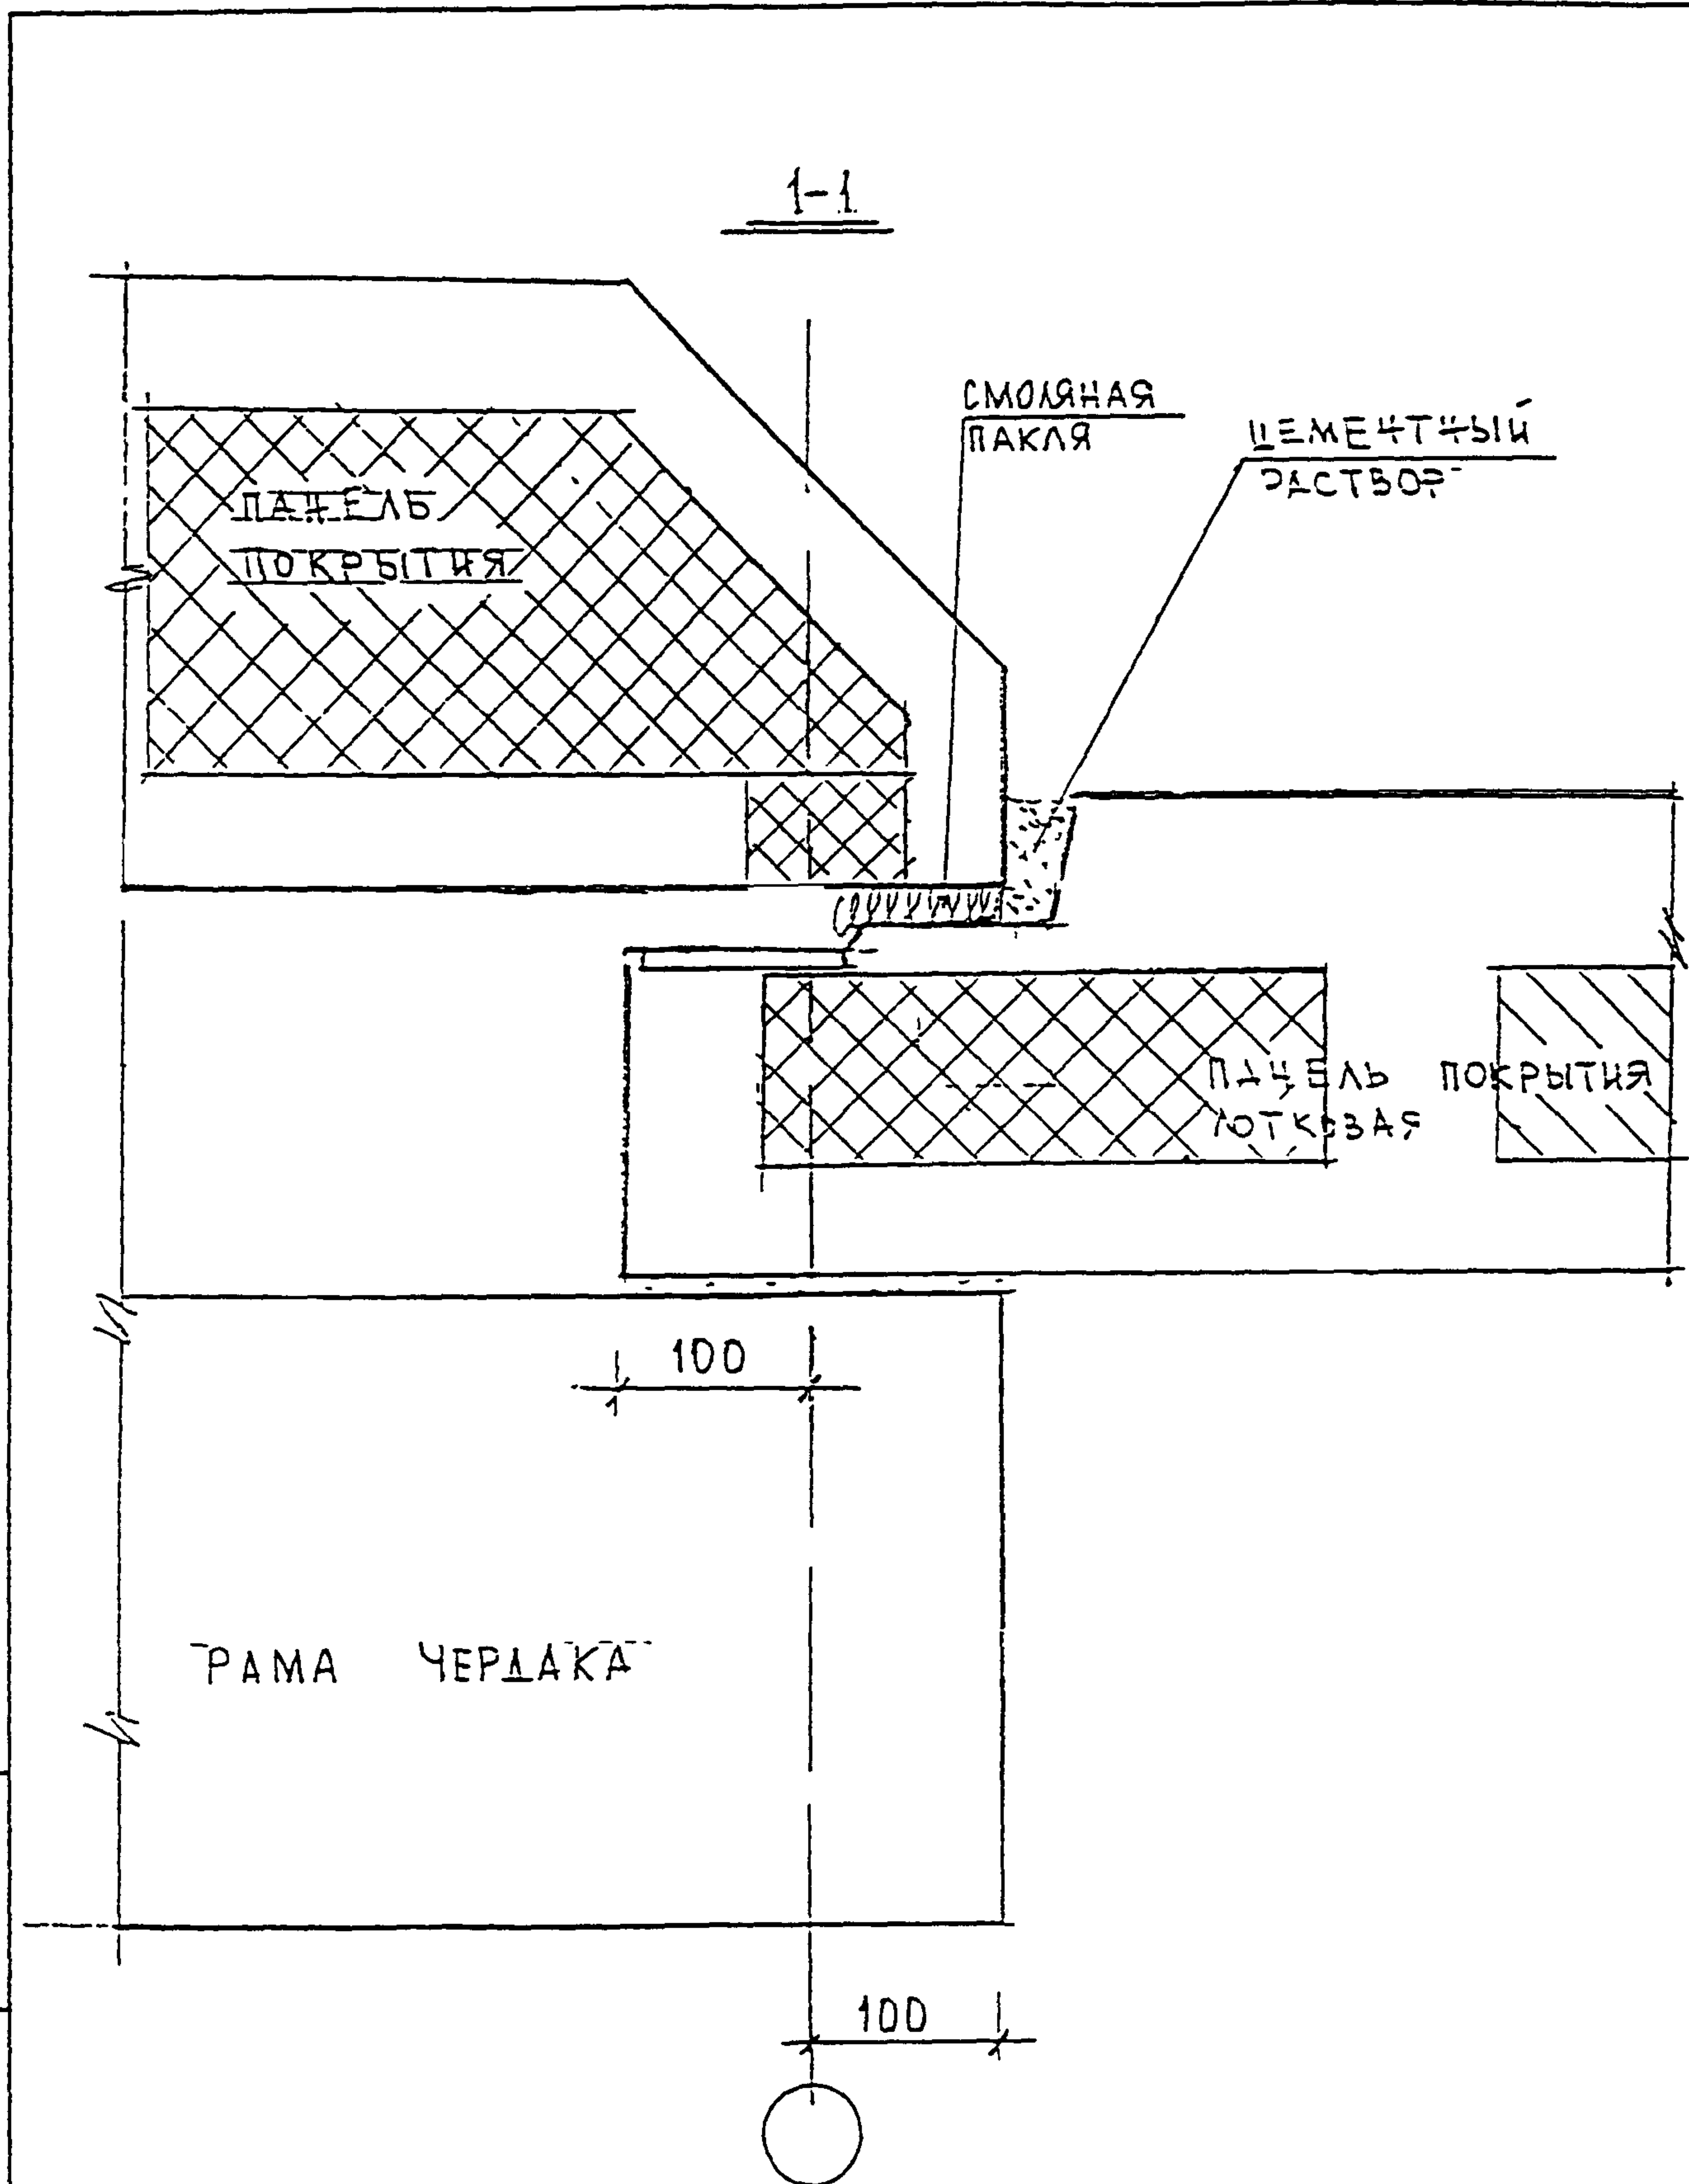 1-1
СМОЛЯНАЯ
ПАКЛЯ
ЦЕМЕНТНЫЙ
РАСТВОР
ПАНЕЛЬ
ПОКРЫТИЯ
ПАНЕЛЬ ПОКРЫТИЯ
ЛОТКОВАЯ
100
РАМА ЧЕРДАКА
100